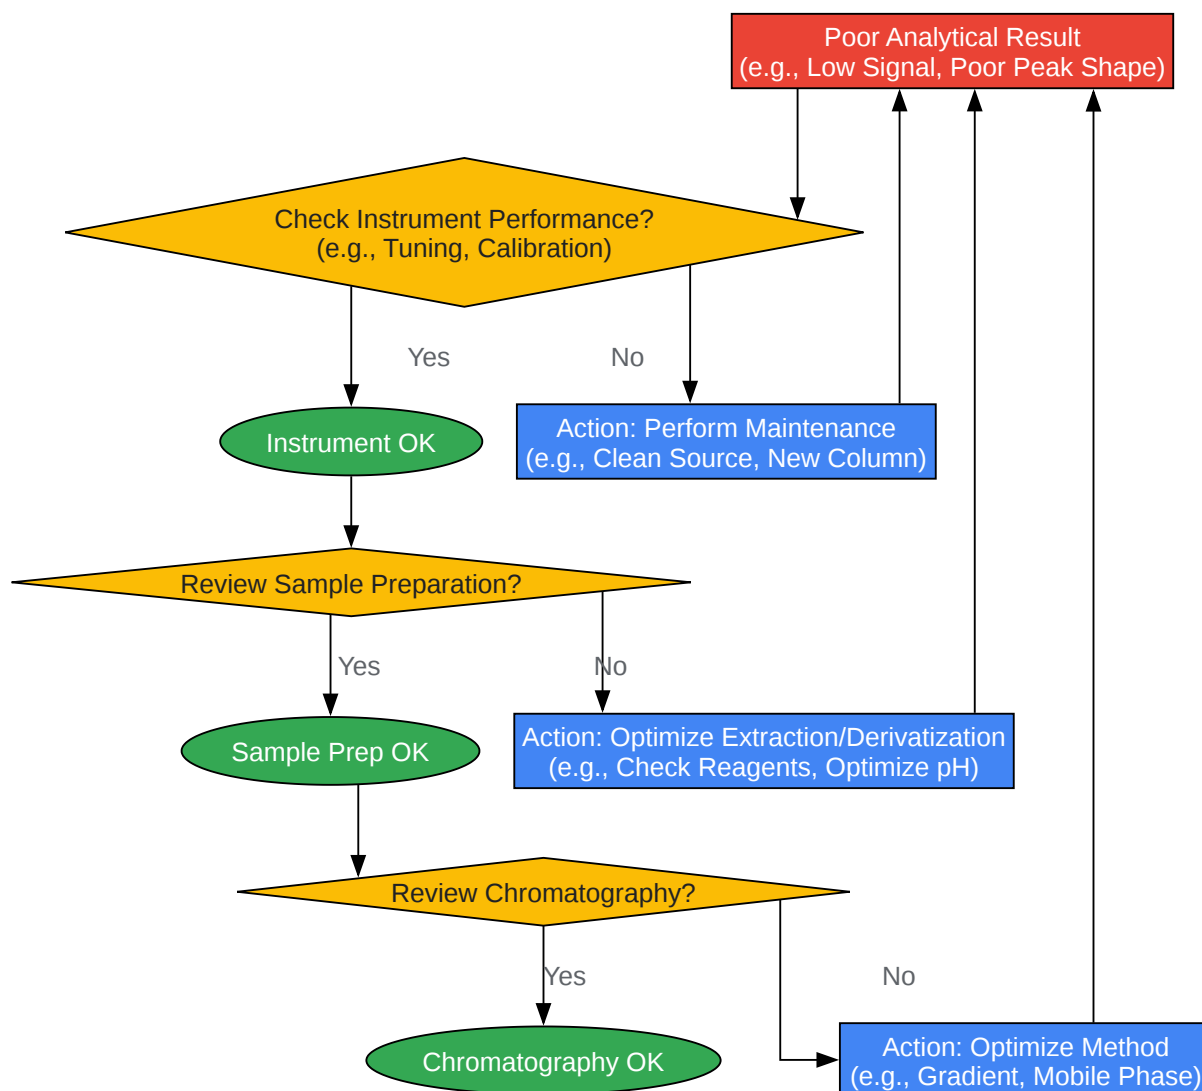 Poor Analytical Result
(e.g., Low Signal, Poor Peak Shape)
Check Instrument Performance?
(e.g., Tuning, Calibration)
Yes
No
Instrument OK
Action: Perform Maintenance
(e.g., Clean Source, New Column)
Review Sample Preparation?
Yes
No
Sample Prep OK
Action: Optimize Extraction/Derivatization
(e.g., Check Reagents, Optimize pH)
Review Chromatography?
Yes
No
Chromatography OK
Action: Optimize Method
(e.g., Gradient, Mobile Phase)